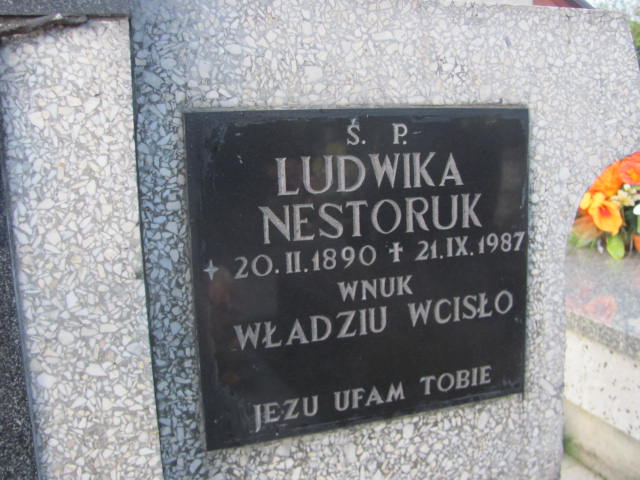 Ś. P.
LUDWIKA
NESTORUK
20.II.1890 ✝ 21.IX.1987
WNUK
WŁADZIU WCISŁO
JEZU UFAM TOBIE